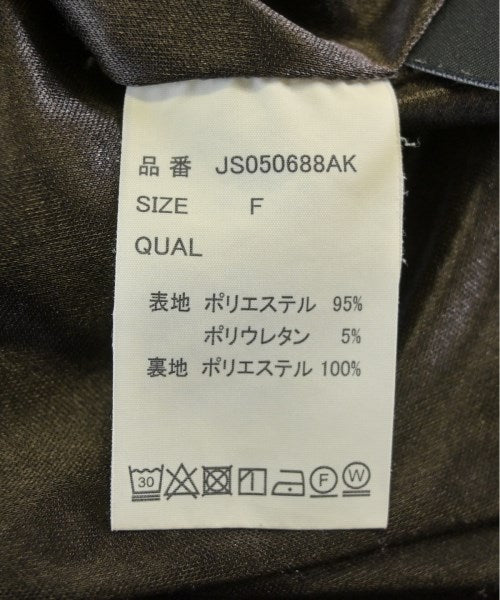 品番 JS050688AK
SIZE F
QUAL
表地 ポリエステル 95%
ポリウレタン 5%
裏地 ポリエステル 100%
30 F W